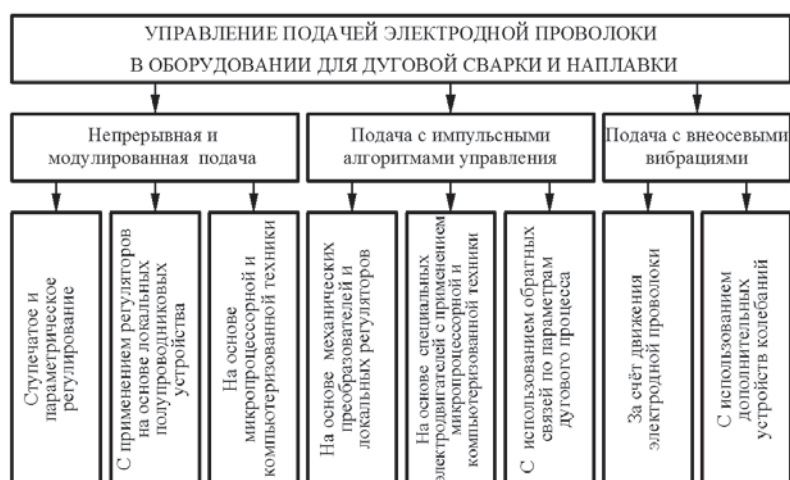 УПРАВЛЕНИЕ ПОДАЧЕЙ ЭЛЕКТРОДНОЙ ПРОВОЛОКИ
В ОБОРУДОВАНИИ ДЛЯ ДУГОВОЙ СВАРКИ И НАПЛАВКИ
Непрерывная и
модулированная подача
Подача с импульсными
алгоритмами управления
Подача с внеосевыми
вибрациями
Ступечатое и
параметрическое
регулирование
С применением регуляторов
на основе локальных
полупроводниковых
устройства
На основе
микропроцессорной и
компьютеризованной техники
На основе механических
преобразователей и
локальных регуляторов
На основе специальных
электродвигателей с применением
микропроцессорной и
компьютеризованной техники
С использованием обратных
связей по параметрам
дугового процесса
За счёт движения
электродной проволоки
С использованием
дополнительных
устройств колебаний